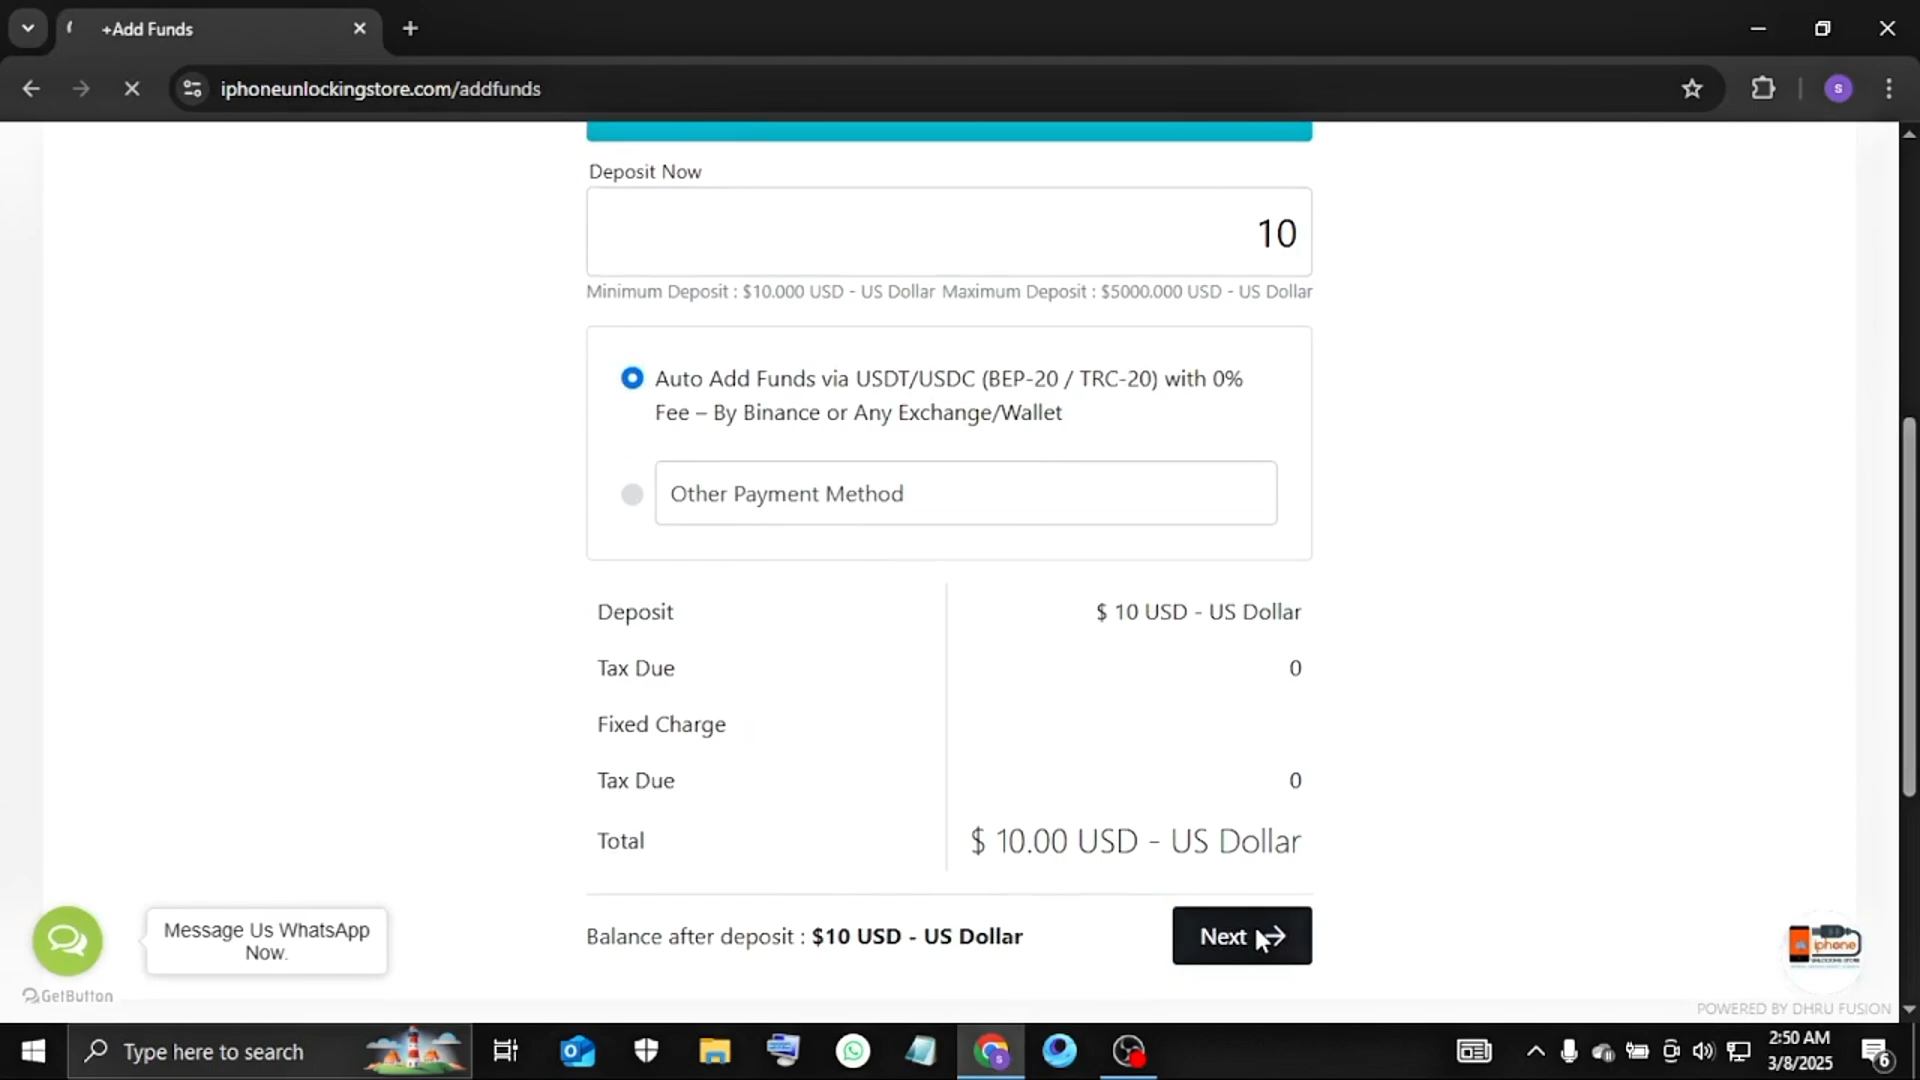 +Add Funds
iphoneunlockingstore.com/addfunds
S
Deposit Now
10
Minimum Deposit : $10.000 USD - US Dollar Maximum Deposit : $5000.000 USD - US Dollar
Auto Add Funds via USDT/USDC (BEP-20 / TRC-20) with 0%
Fee – By Binance or Any Exchange/Wallet
Other Payment Method
Deposit $ 10 USD - US Dollar
Tax Due 0
Fixed Charge
Tax Due 0
Total $ 10.00 USD - US Dollar
Balance after deposit : $10 USD - US Dollar Next
Message Us WhatsApp
Now.
GetButton
iphone
POWERED BY DHRU FUSION
Type here to search
2:50 AM
3/8/2025
6